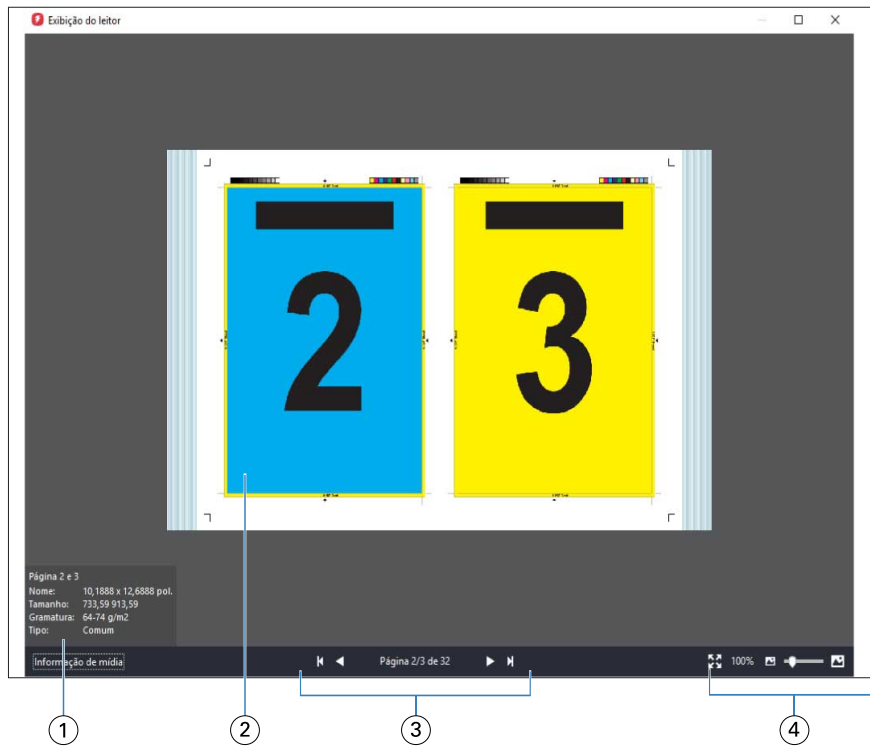 Exibição do leitor
2
3
Página 2 e 3
Nome: 10,1888 x 12,6888 pol.
Tamanho: 733,59 913,59
Gramatura: 64-74 g/m2
Tipo: Comum
Informação de mídia
Página 2/3 de 32
100%
1
2
3
4